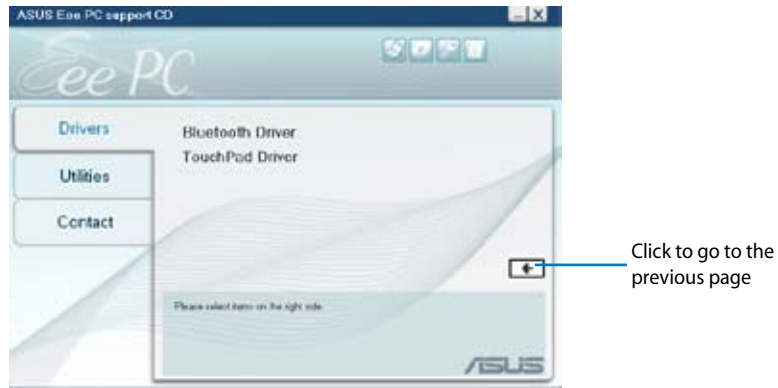 ASUS Eee PC support CD
Eee PC
Drivers
Bluetooth Driver
TouchPad Driver
Utilities
Contact
Click to go to the
previous page
Please select items on the right side.
ASUS